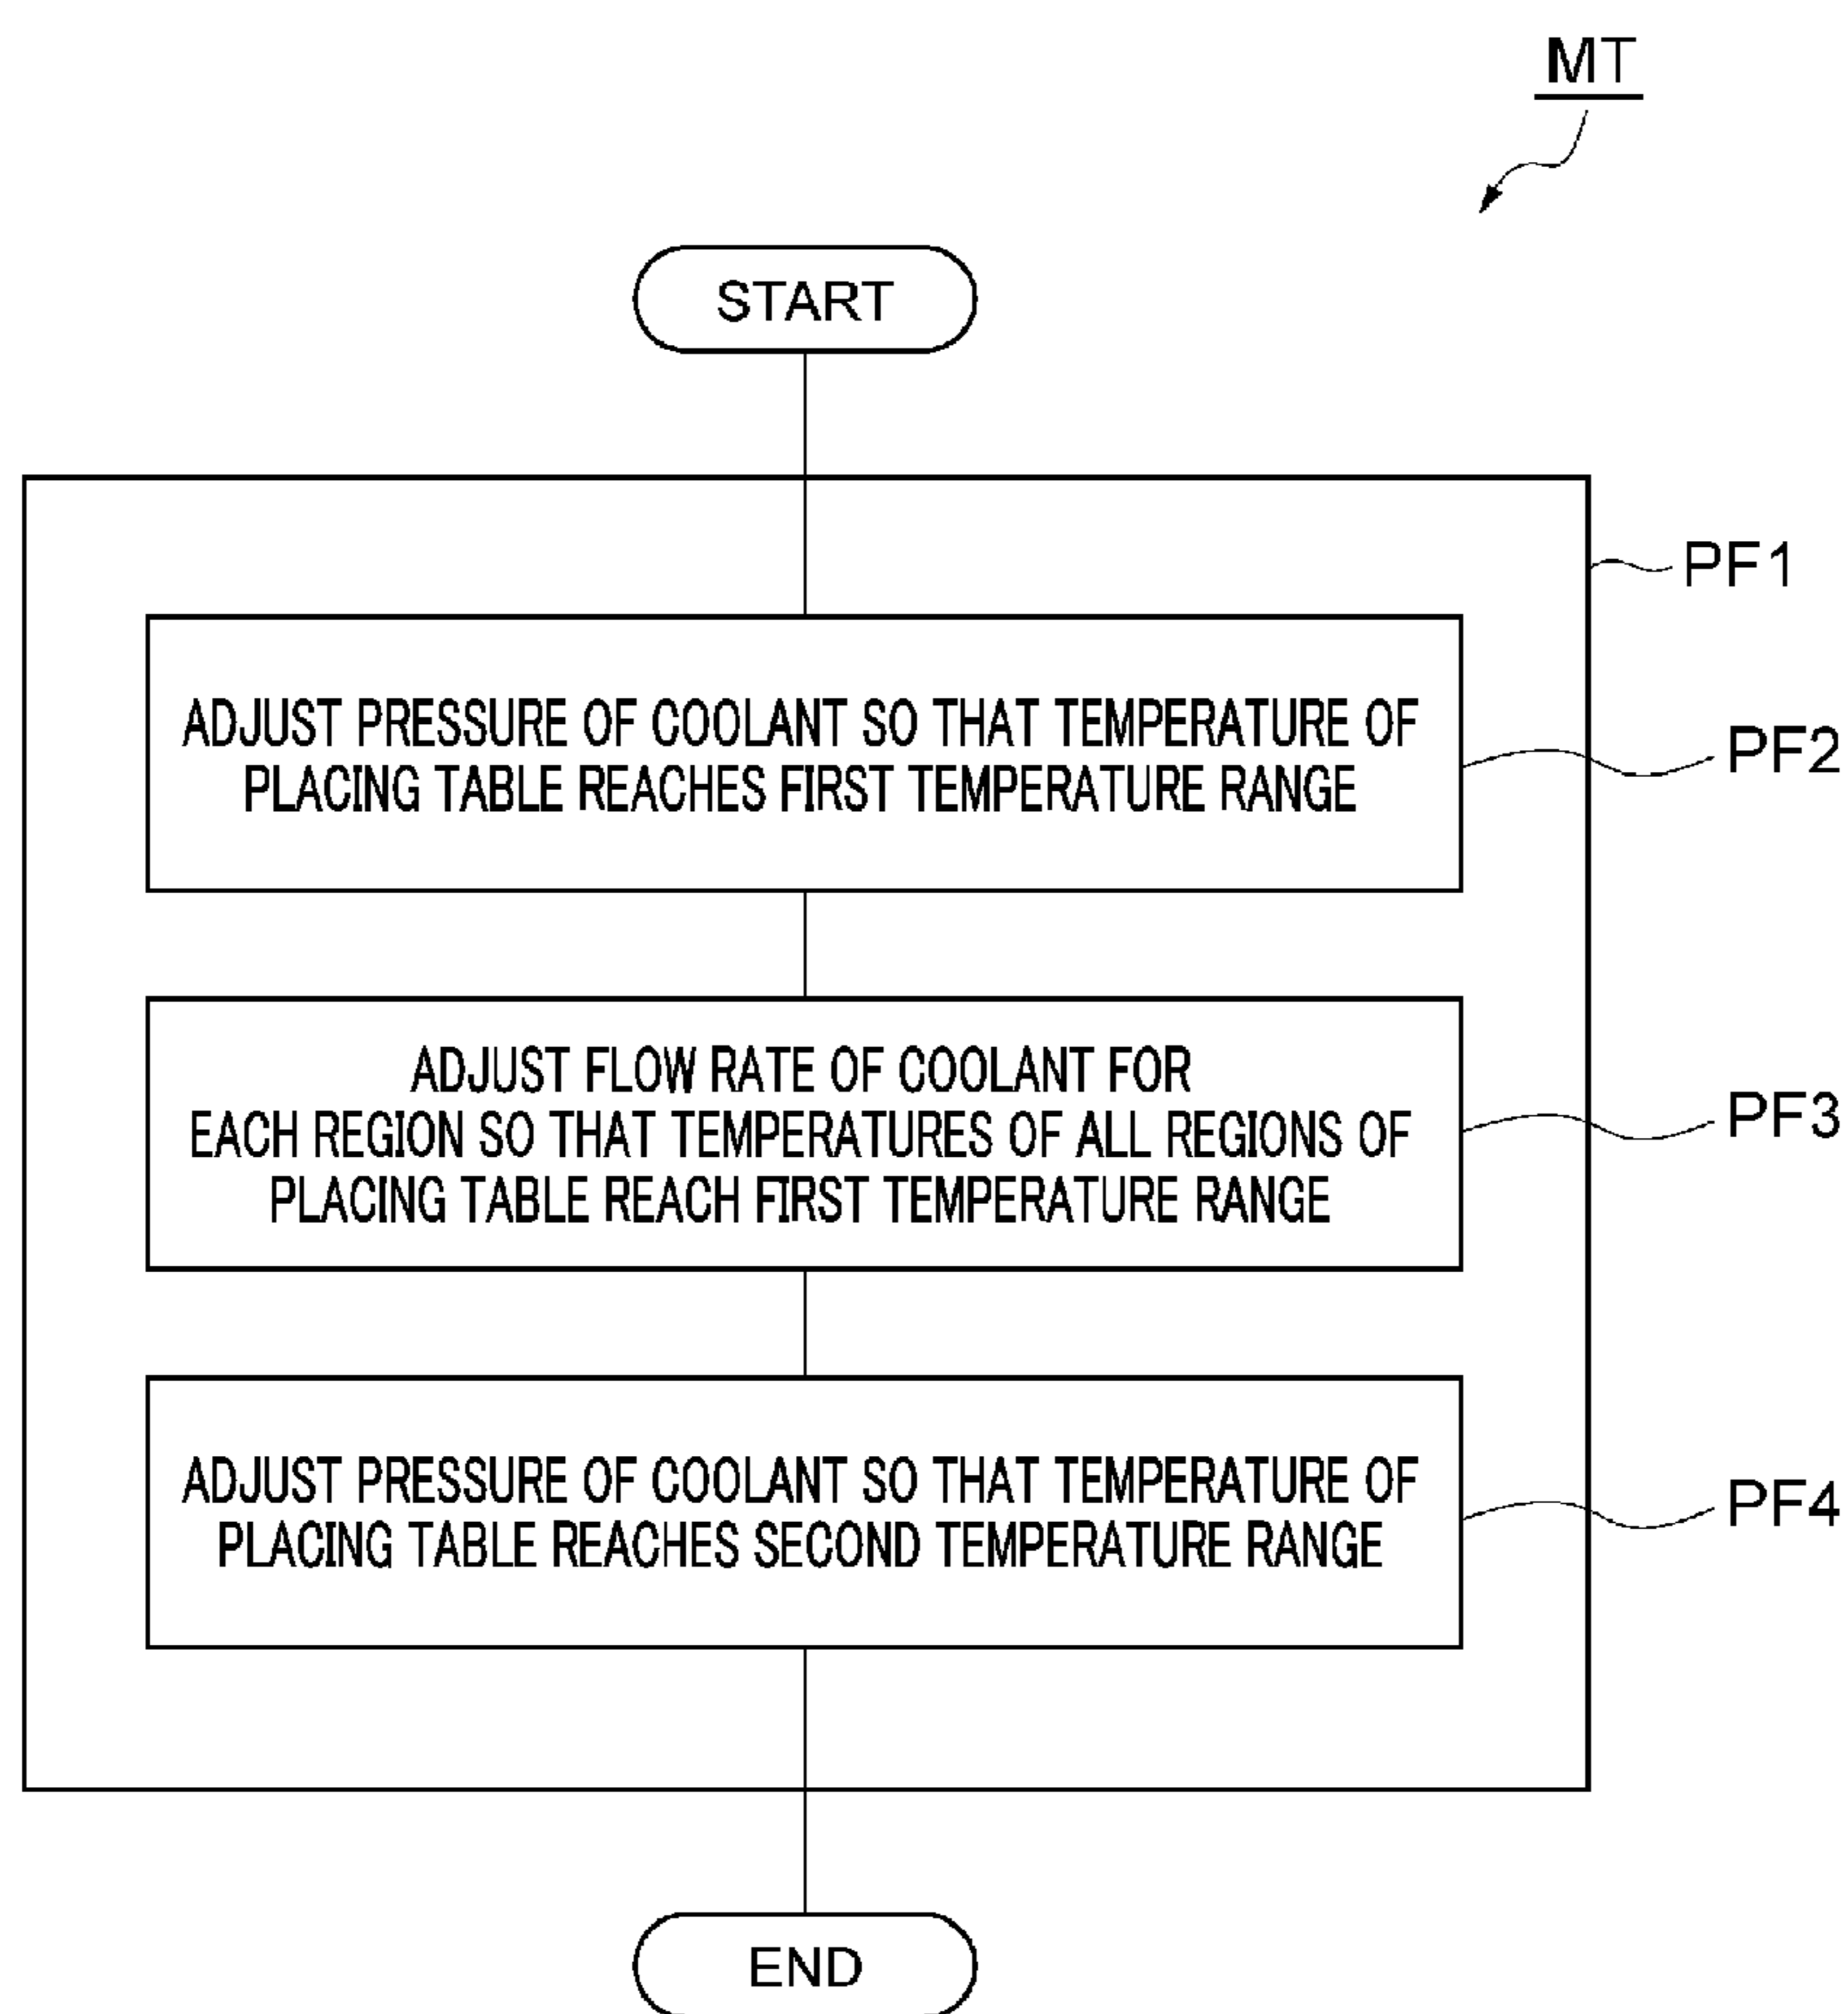 MT
START
PF1
ADJUST PRESSURE OF COOLANT SO THAT TEMPERATURE OF
PLACING TABLE REACHES FIRST TEMPERATURE RANGE
PF2
ADJUST FLOW RATE OF COOLANT FOR
EACH REGION SO THAT TEMPERATURES OF ALL REGIONS OF
PLACING TABLE REACH FIRST TEMPERATURE RANGE
PF3
ADJUST PRESSURE OF COOLANT SO THAT TEMPERATURE OF
PLACING TABLE REACHES SECOND TEMPERATURE RANGE
PF4
END